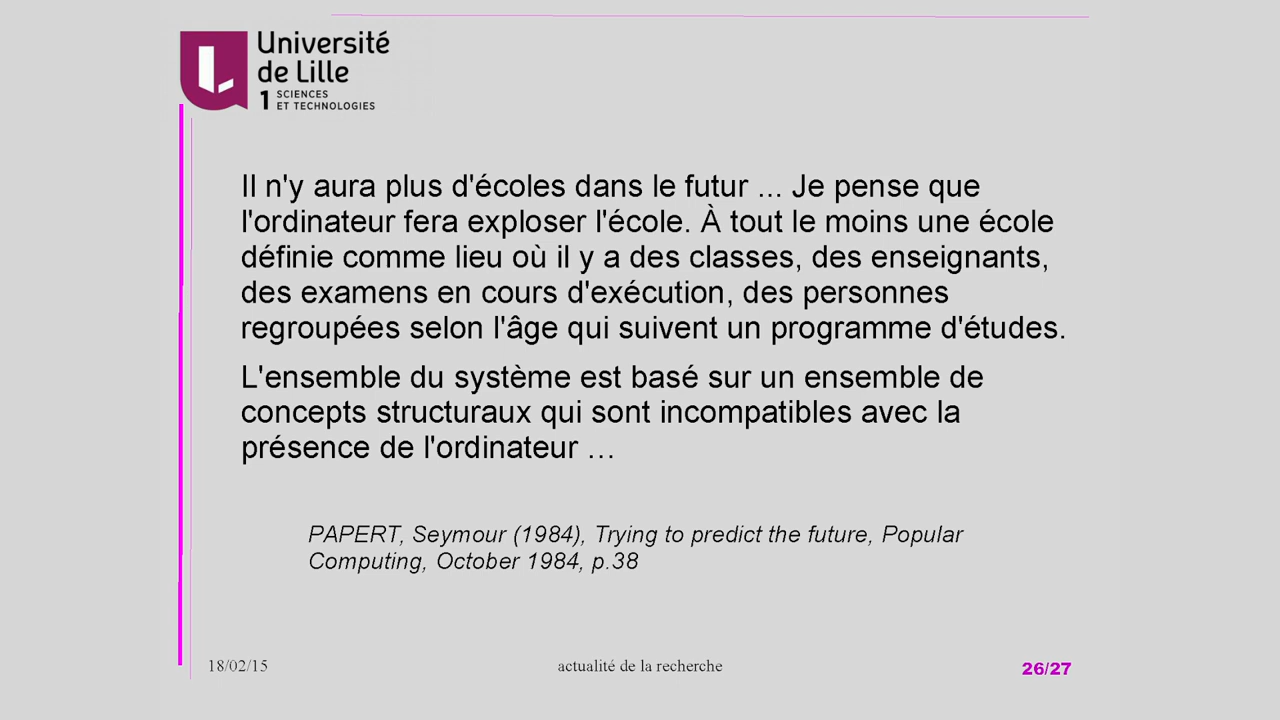 Université
de Lille
1 SCIENCES
ET TECHNOLOGIES
Il n'y aura plus d'écoles dans le futur ... Je pense que
l'ordinateur fera exploser l'école. À tout le moins une école
définie comme lieu où il y a des classes, des enseignants,
des examens en cours d'exécution, des personnes
regroupées selon l'âge qui suivent un programme d'études.
L'ensemble du système est basé sur un ensemble de
concepts structuraux qui sont incompatibles avec la
présence de l'ordinateur …
PAPERT, Seymour (1984), Trying to predict the future, Popular
Computing, October 1984, p.38
18/02/15 actualité de la recherche 26/27